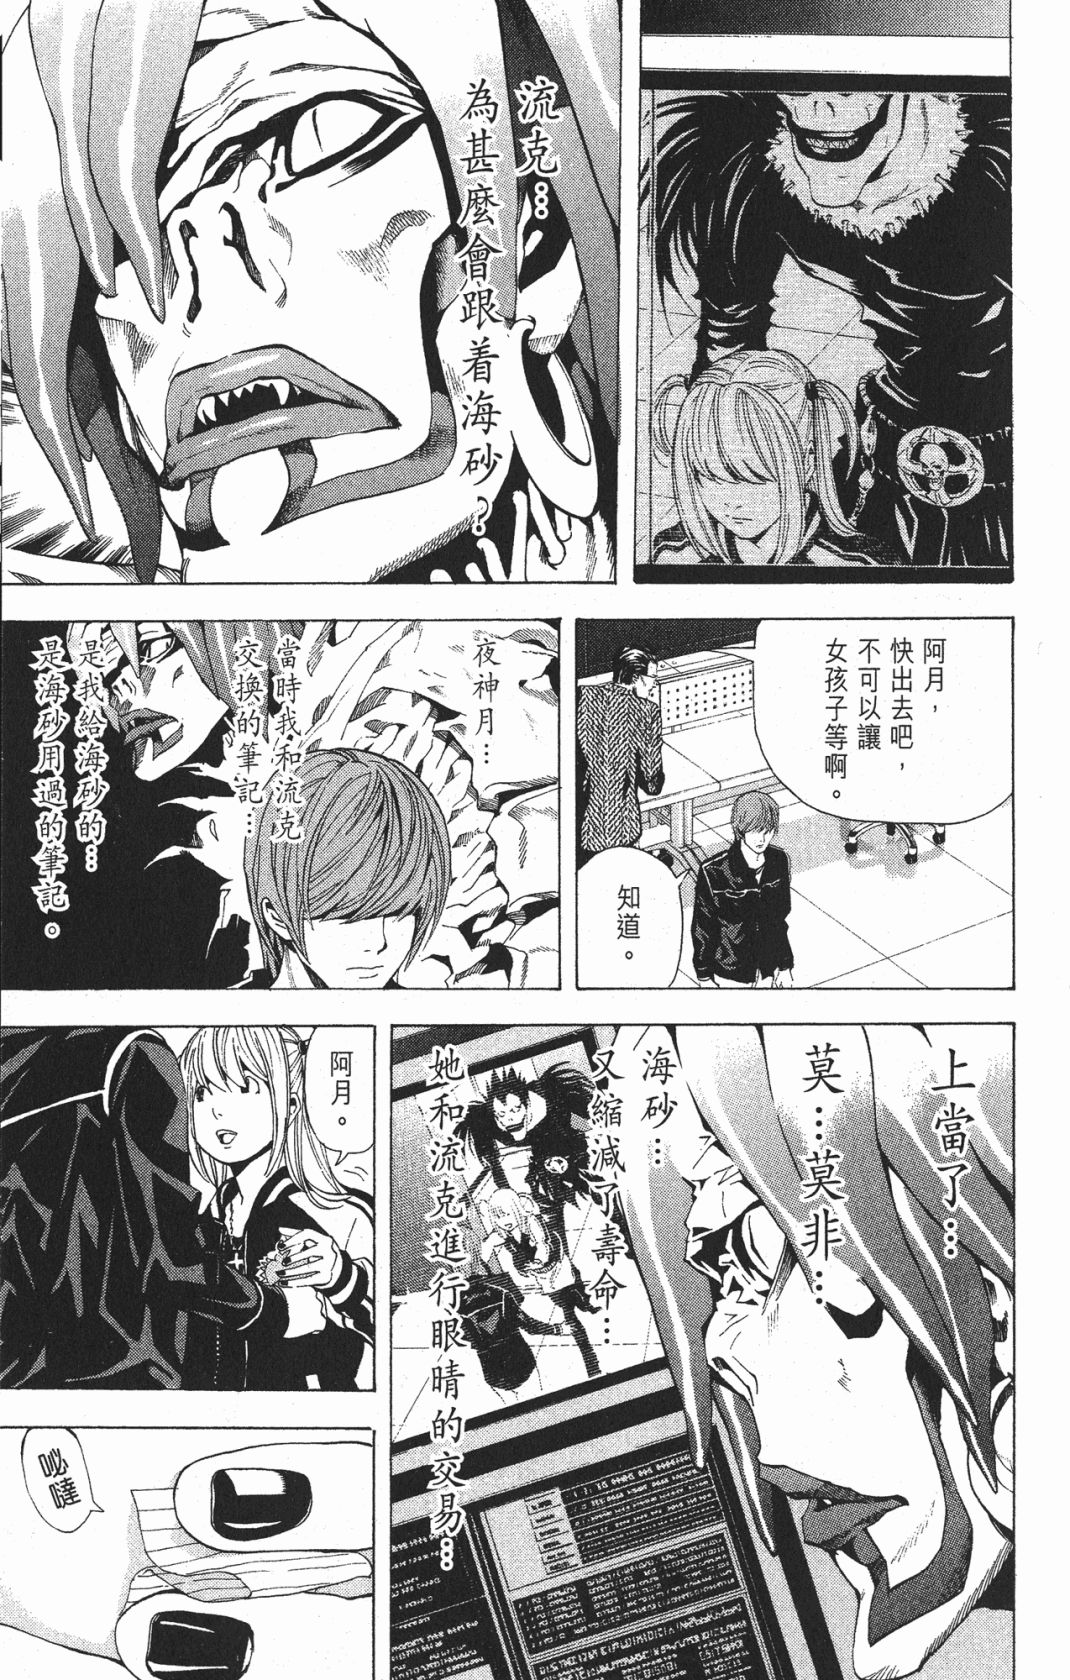 流克…
為甚麼會跟着海砂？
阿月，
快出去吧，
不可以讓
女孩子等啊。
知道。
夜神月…
當時我和流克
交換的筆記…
是我給海砂的…
是海砂用過的筆記。
上當了…
莫…莫非…
海砂…
又縮減了壽命…
她和流克進行眼睛的交易…
阿月。
咇噠